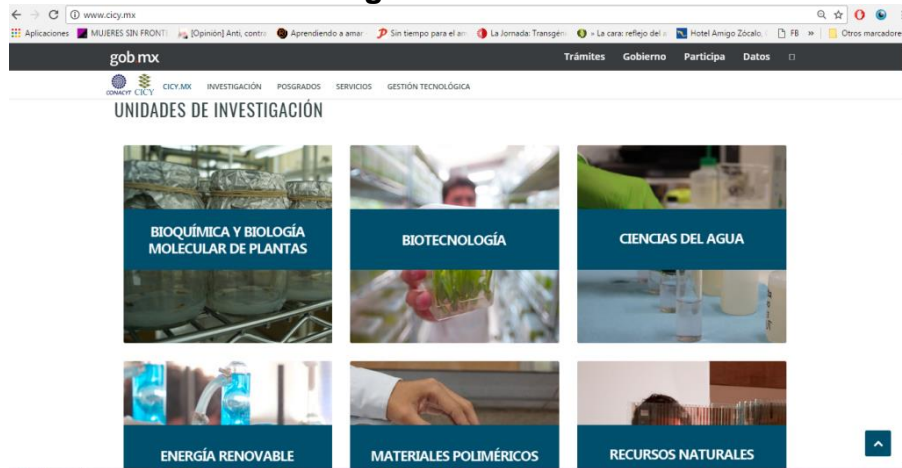 www.cicy.mx
Aplicaciones MUJERES SIN FRONT [Opinión] Anti, contra Aprendiendo a amar Sin tiempo para el am La Jornada: Transgén » La cara: reflejo del Hotel Amigo Zócalo, FB » Otros marcadore
gob.mx Trámites Gobierno Participa Datos
CONACYT CICY CICY.MX INVESTIGACIÓN POSGRADOS SERVICIOS GESTIÓN TECNOLÓGICA
UNIDADES DE INVESTIGACIÓN
BIOQUÍMICA Y BIOLOGÍA
MOLECULAR DE PLANTAS
BIOTECNOLOGÍA
CIENCIAS DEL AGUA
ENERGÍA RENOVABLE
MATERIALES POLIMÉRICOS
RECURSOS NATURALES